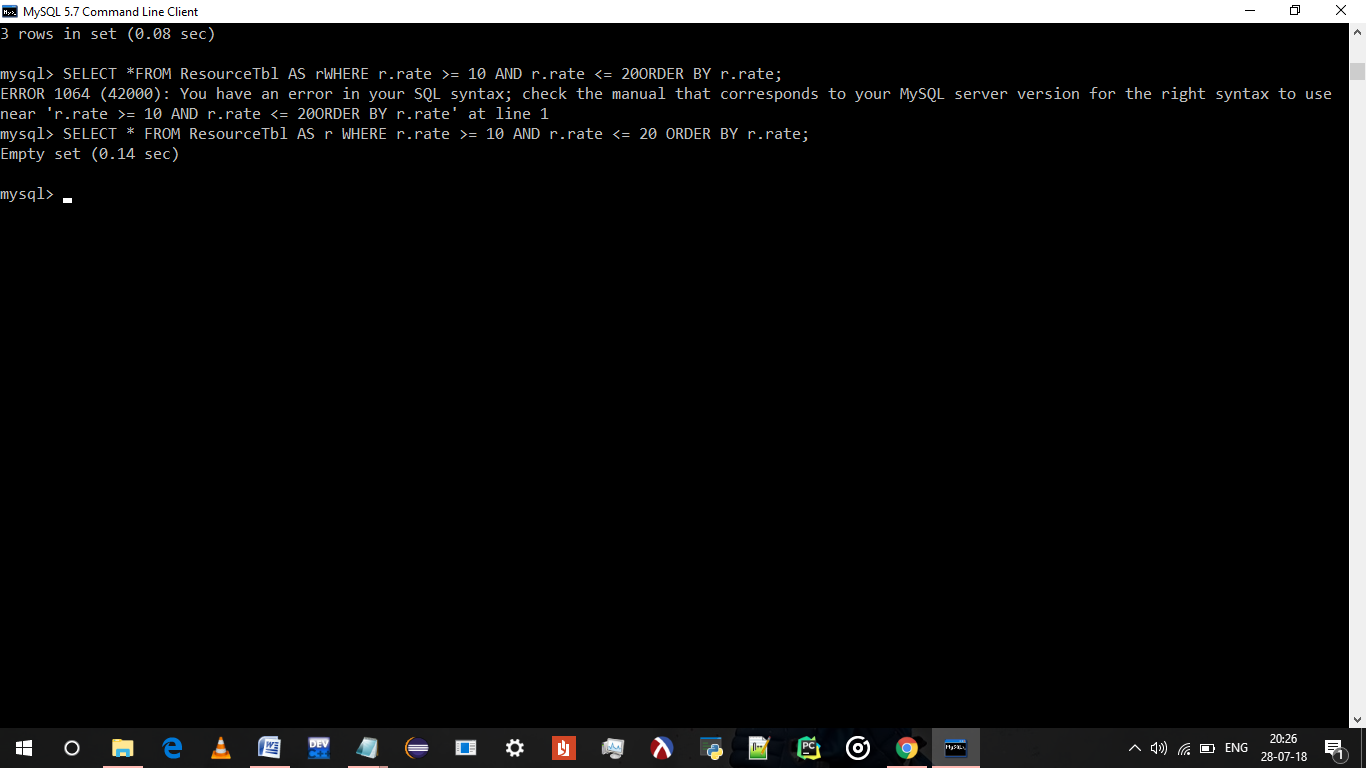 MySQL 5.7 Command Line Client
3 rows in set (0.08 sec)
mysql> SELECT *FROM ResourceTbl AS rWHERE r.rate >= 10 AND r.rate <= 20ORDER BY r.rate;
ERROR 1064 (42000): You have an error in your SQL syntax; check the manual that corresponds to your MySQL server version for the right syntax to use
near 'r.rate >= 10 AND r.rate <= 20ORDER BY r.rate' at line 1
mysql> SELECT * FROM ResourceTbl AS r WHERE r.rate >= 10 AND r.rate <= 20 ORDER BY r.rate;
Empty set (0.14 sec)
mysql>
DEV
PC
MySQL
ENG
20:26
28-07-18
1